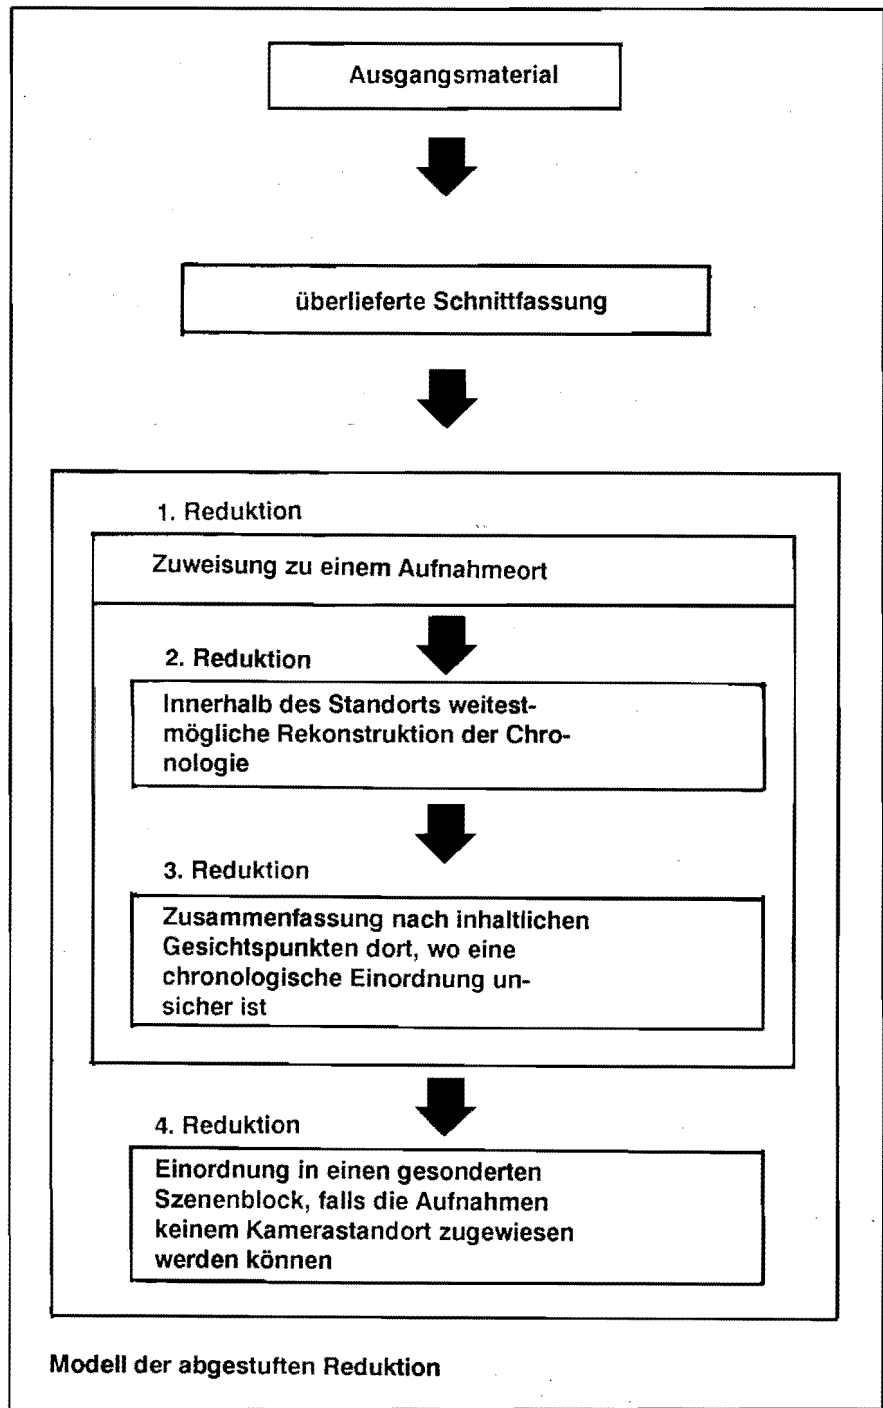 Ausgangsmaterial
überlieferte Schnittfassung
1. Reduktion
Zuweisung zu einem Aufnahmeort
2. Reduktion
Innerhalb des Standorts weitest-
mögliche Rekonstruktion der Chro-
nologie
3. Reduktion
Zusammenfassung nach inhaltlichen
Gesichtspunkten dort, wo eine
chronologische Einordnung un-
sicher ist
4. Reduktion
Einordnung in einen gesonderten
Szenenblock, falls die Aufnahmen
keinem Kamerastandort zugewiesen
werden können
Modell der abgestuften Reduktion